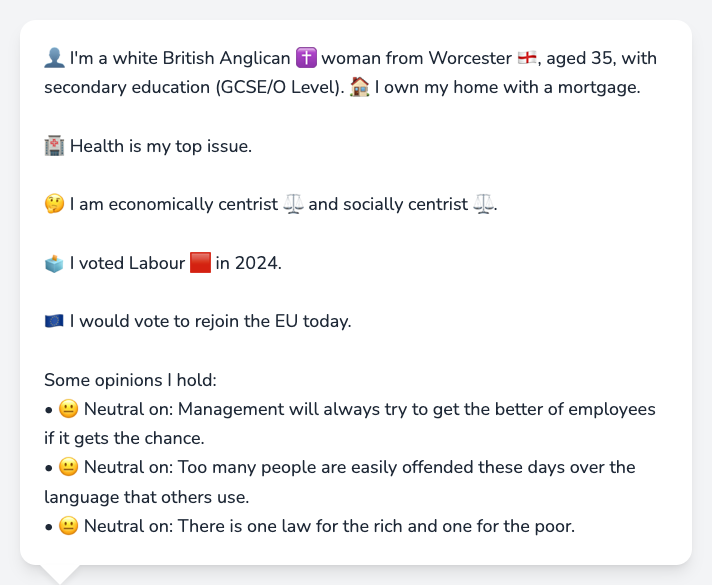 👤 I'm a white British Anglican ✝️ woman from Worcester 🏴󠁧󠁢󠁥󠁮󠁧󠁿, aged 35, with
secondary education (GCSE/O Level). 🏠 I own my home with a mortgage.
🏥 Health is my top issue.
🤔 I am economically centrist ⚖️ and socially centrist ⚖️.
🗳️ I voted Labour 🟥 in 2024.
🇪🇺 I would vote to rejoin the EU today.
Some opinions I hold:
• 😐 Neutral on: Management will always try to get the better of employees
if it gets the chance.
• 😐 Neutral on: Too many people are easily offended these days over the
language that others use.
• 😐 Neutral on: There is one law for the rich and one for the poor.